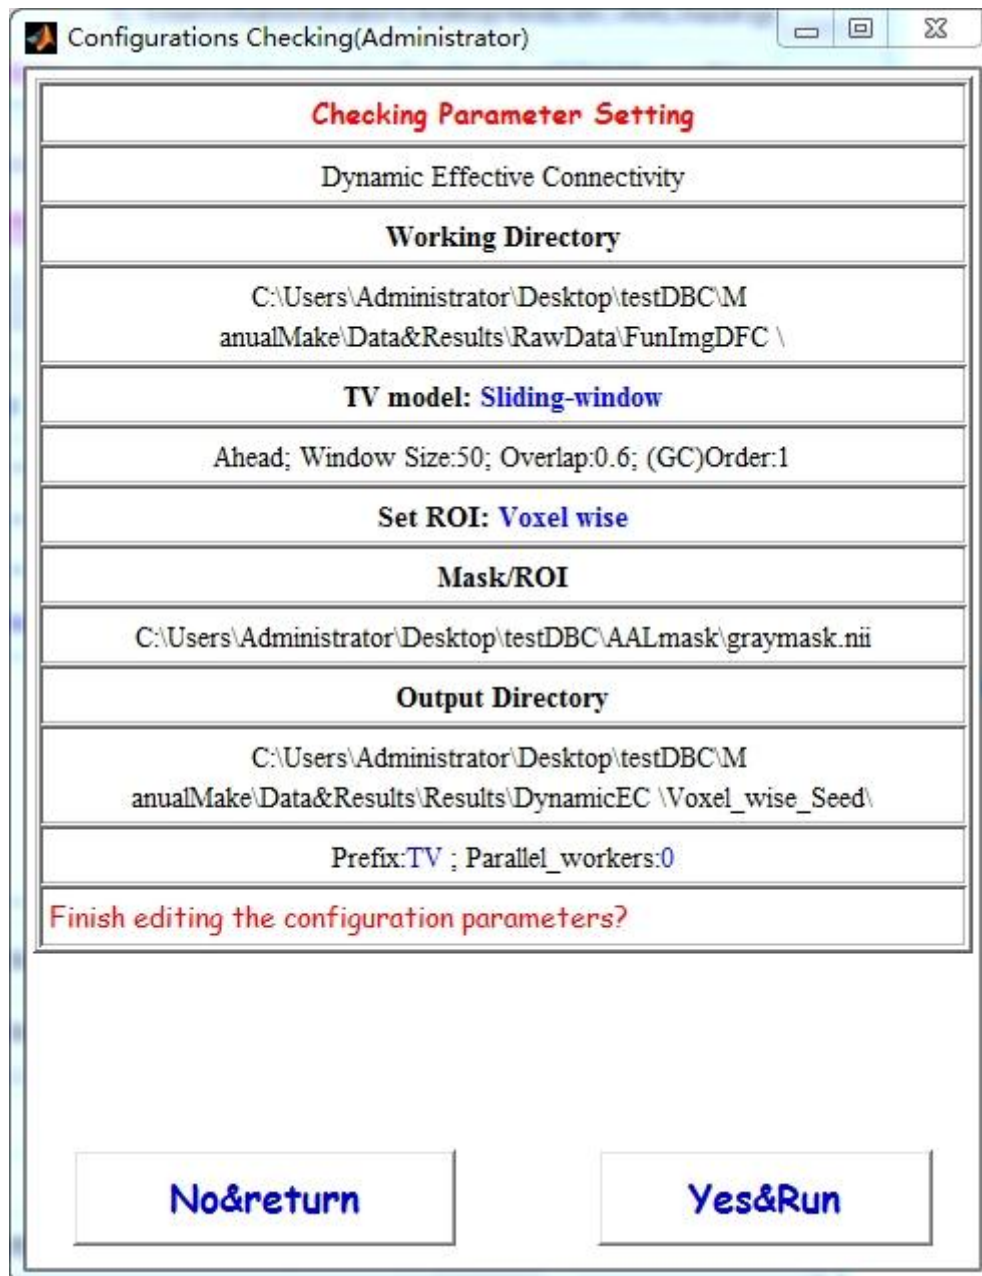 Configurations Checking(Administrator)
Checking Parameter Setting
Dynamic Effective Connectivity
Working Directory
C:\Users\Administrator\Desktop\testDBC\M
anualMake\Data&Results\RawData\FunImgDFC \
TV model: Sliding-window
Ahead; Window Size:50; Overlap:0.6; (GC)Order:1
Set ROI: Voxel wise
Mask/ROI
C:\Users\Administrator\Desktop\testDBC\AALmask\graymask.nii
Output Directory
C:\Users\Administrator\Desktop\testDBC\M
anualMake\Data&Results\Results\DynamicEC \Voxel_wise_Seed\
Prefix:TV ; Parallel_workers:0
Finish editing the configuration parameters?
No&return
Yes&Run